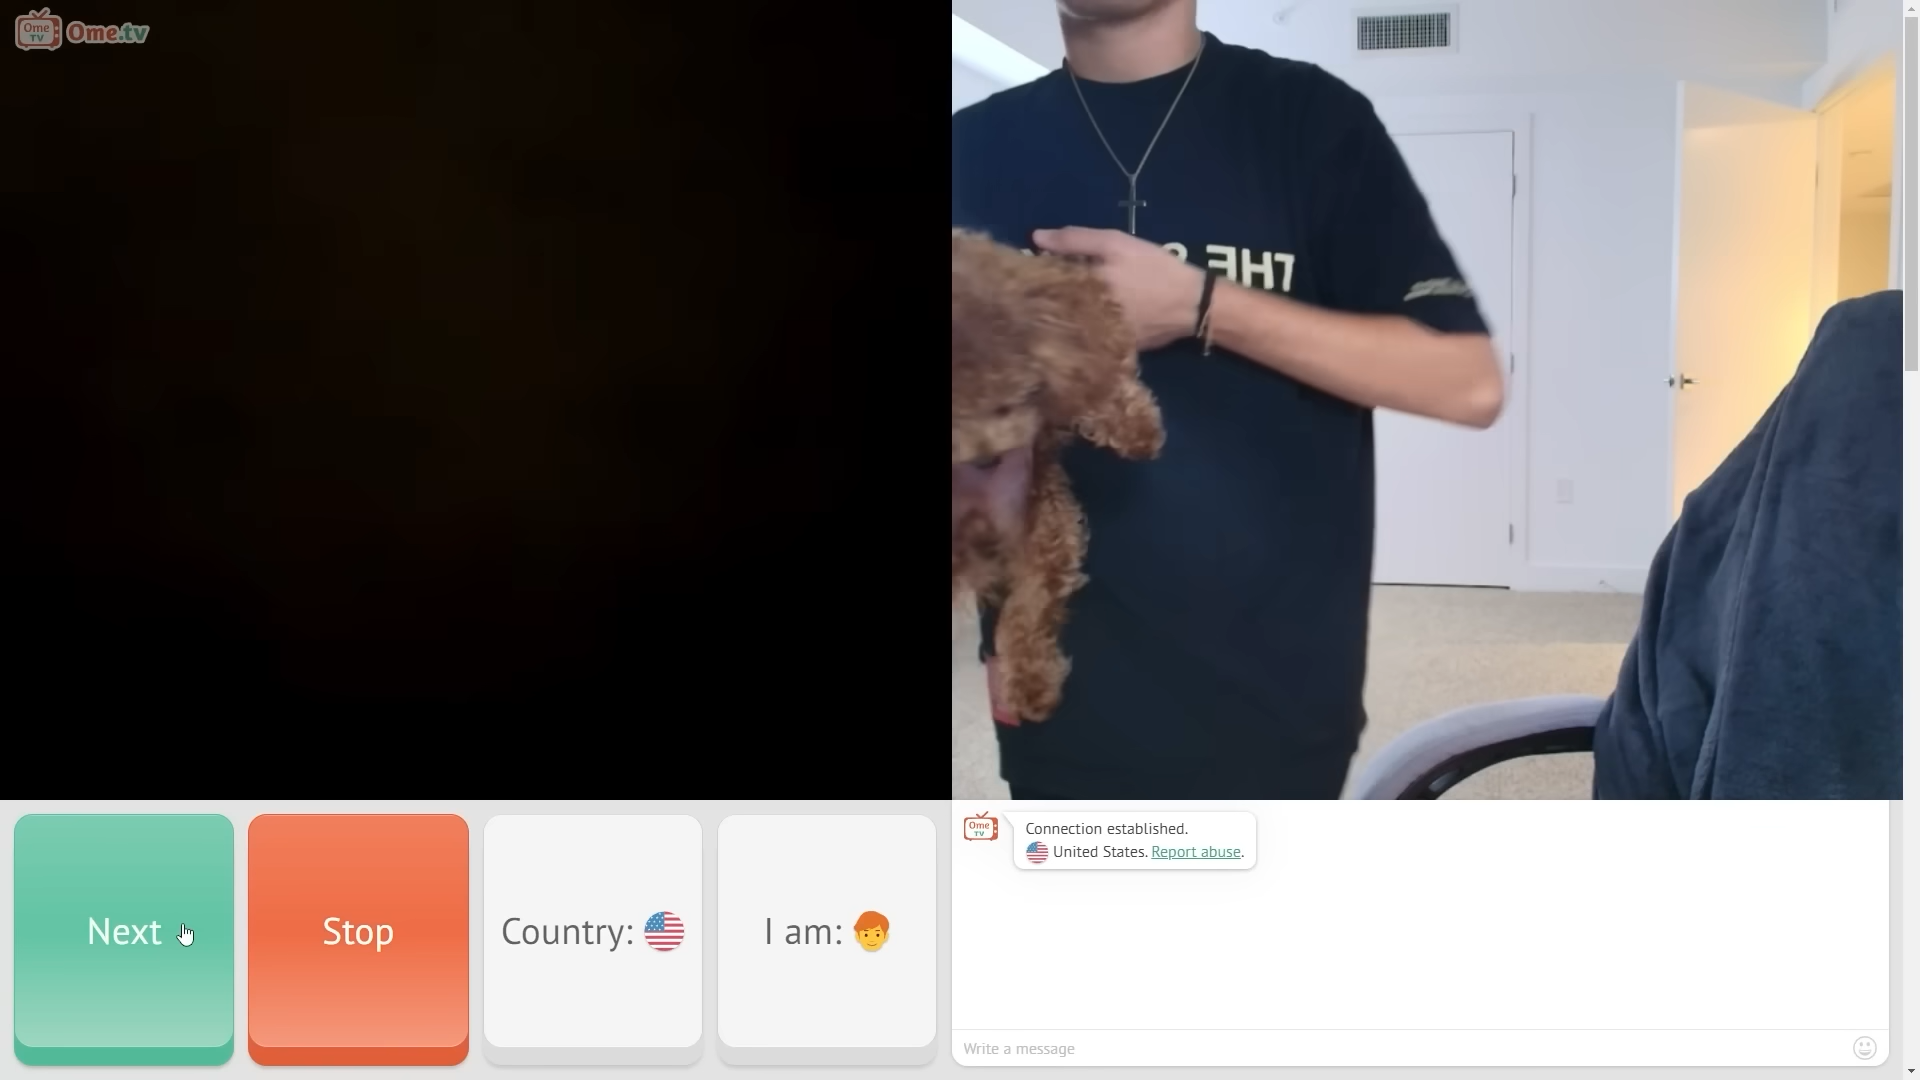 Ome
TV
Ome.tv
THE
Next
Stop
Country:
I am:
Ome
TV
Connection established.
United States. Report abuse.
Write a message